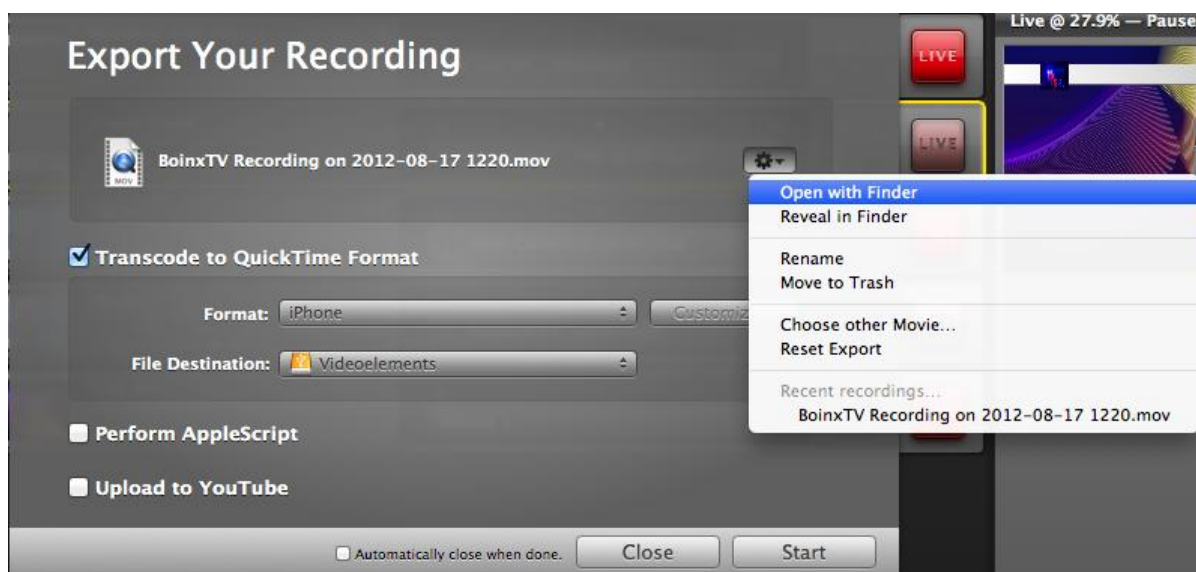 Live @ 27.9% — Pause
Export Your Recording
LIVE
LIVE
MOV
BoinxTV Recording on 2012-08-17 1220.mov
Open with Finder
Reveal in Finder
Transcode to QuickTime Format
Rename
Move to Trash
Format: iPhone
Customiz
Choose other Movie...
Reset Export
File Destination: Videoelements
Recent recordings...
BoinxTV Recording on 2012-08-17 1220.mov
Perform AppleScript
Upload to YouTube
Automatically close when done.
Close
Start